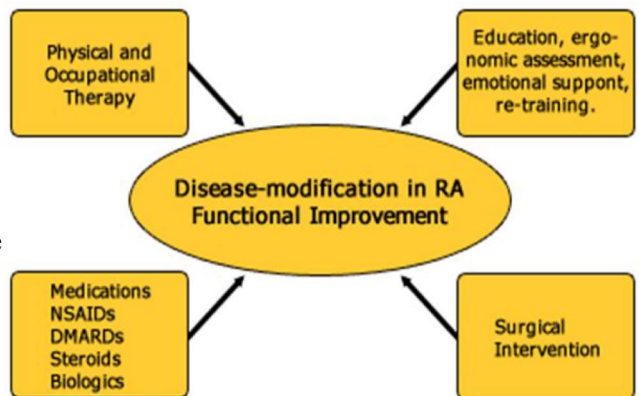 Physical and
Occupational
Therapy
Education, ergo-
nomic assessment,
emotional support,
re-training.
Disease-modification in RA
Functional Improvement
e
Medications
NSAIDs
DMARDs
Steroids
Biologics
Surgical
Intervention